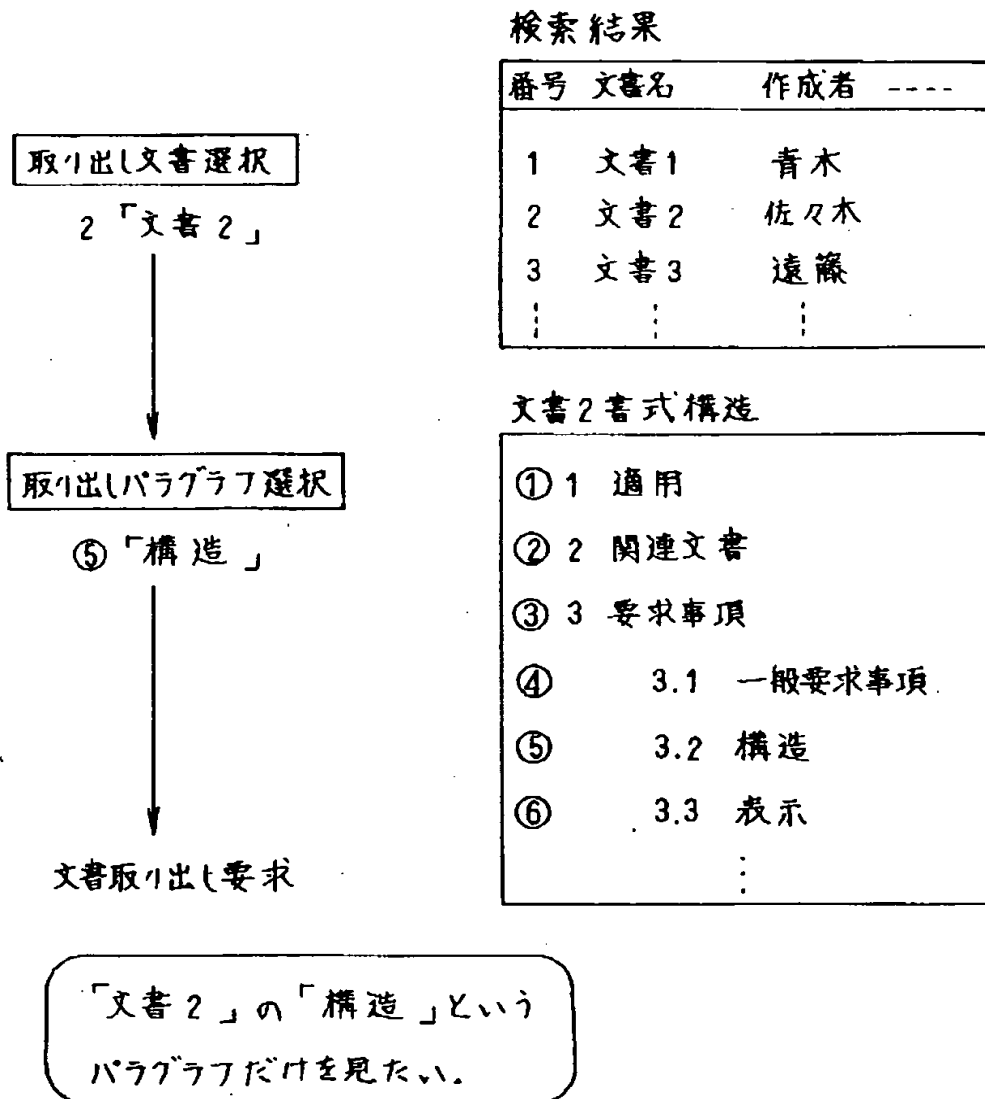 取り出し文書選択
2「文書2」
取り出しパラグラフ選択
⑤「構造」
文書取り出し要求
「文書2」の「構造」という
パラグラフだけを見たい.
検索結果
番号 文書名 作成者 ----
1 文書1 青木
2 文書2 佐々木
3 文書3 遠藤
文書2書式構造
① 1 適用
② 2 関連文書
③ 3 要求事項
④ 3.1 一般要求事項
⑤ 3.2 構造
⑥ 3.3 表示